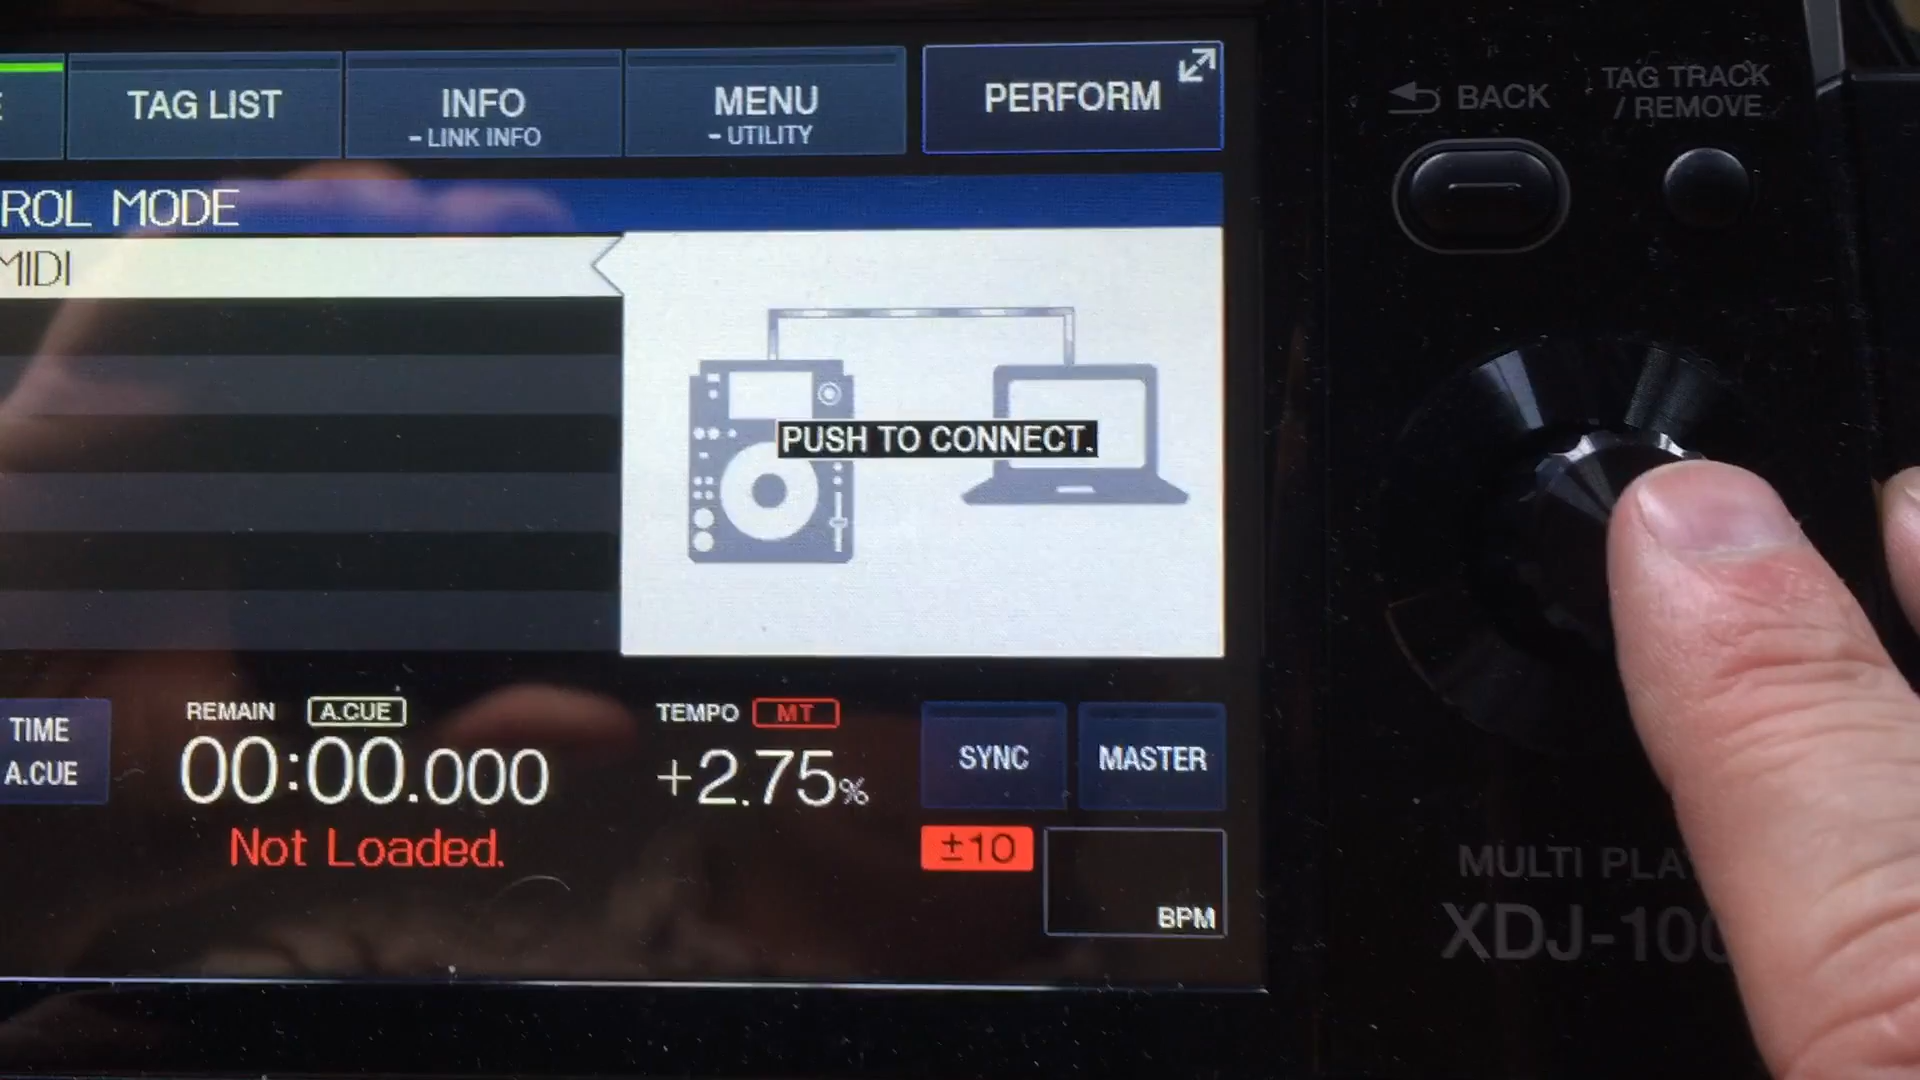 TAG LIST
INFO
- LINK INFO
MENU
- UTILITY
PERFORM
BACK
TAG TRACK
/ REMOVE
ROL MODE
MIDI
PUSH TO CONNECT.
TIME
A.CUE
REMAIN
A.CUE
00:00.000
Not Loaded.
TEMPO
MT
+2.75%
SYNC
MASTER
±10
BPM
MULTI PLA
XDJ-100